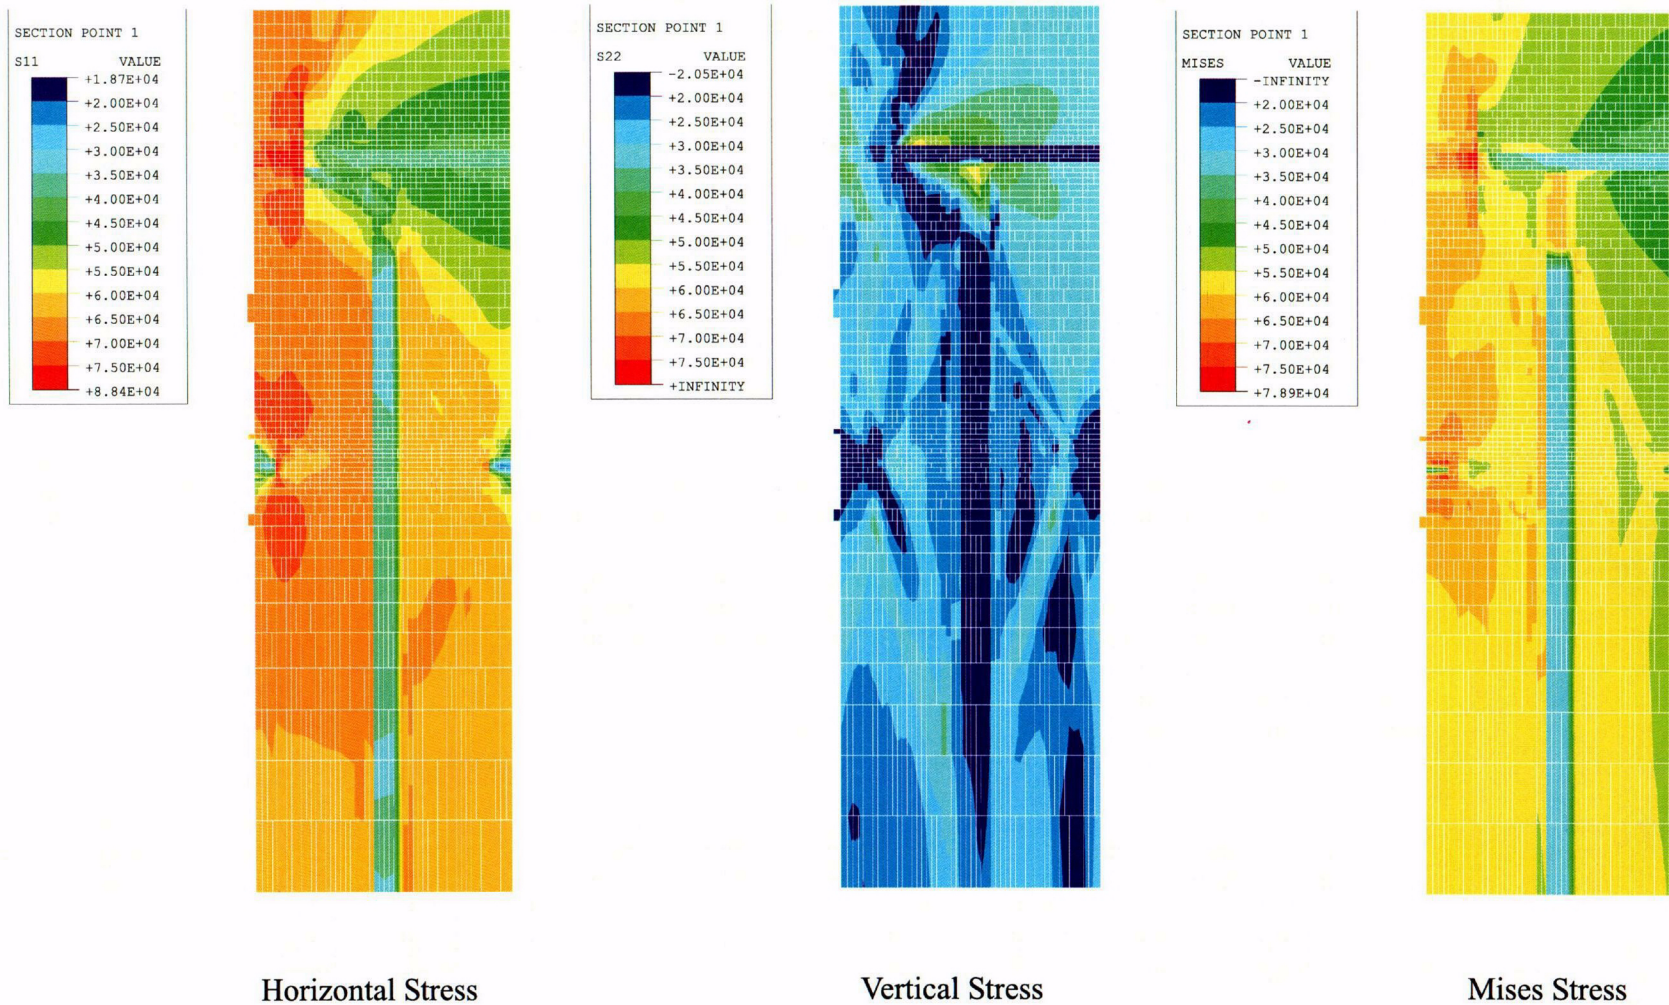 SECTION POINT 1
S11 VALUE
+1.87E+04
+2.00E+04
+2.50E+04
+3.00E+04
+3.50E+04
+4.00E+04
+4.50E+04
+5.00E+04
+5.50E+04
+6.00E+04
+6.50E+04
+7.00E+04
+7.50E+04
+8.84E+04
SECTION POINT 1
S22 VALUE
-2.05E+04
+2.00E+04
+2.50E+04
+3.00E+04
+3.50E+04
+4.00E+04
+4.50E+04
+5.00E+04
+5.50E+04
+6.00E+04
+6.50E+04
+7.00E+04
+7.50E+04
+INFINITY
SECTION POINT 1
MISES VALUE
-INFINITY
+2.00E+04
+2.50E+04
+3.00E+04
+3.50E+04
+4.00E+04
+4.50E+04
+5.00E+04
+5.50E+04
+6.00E+04
+6.50E+04
+7.00E+04
+7.50E+04
+7.89E+04
Horizontal Stress
Vertical Stress
Mises Stress